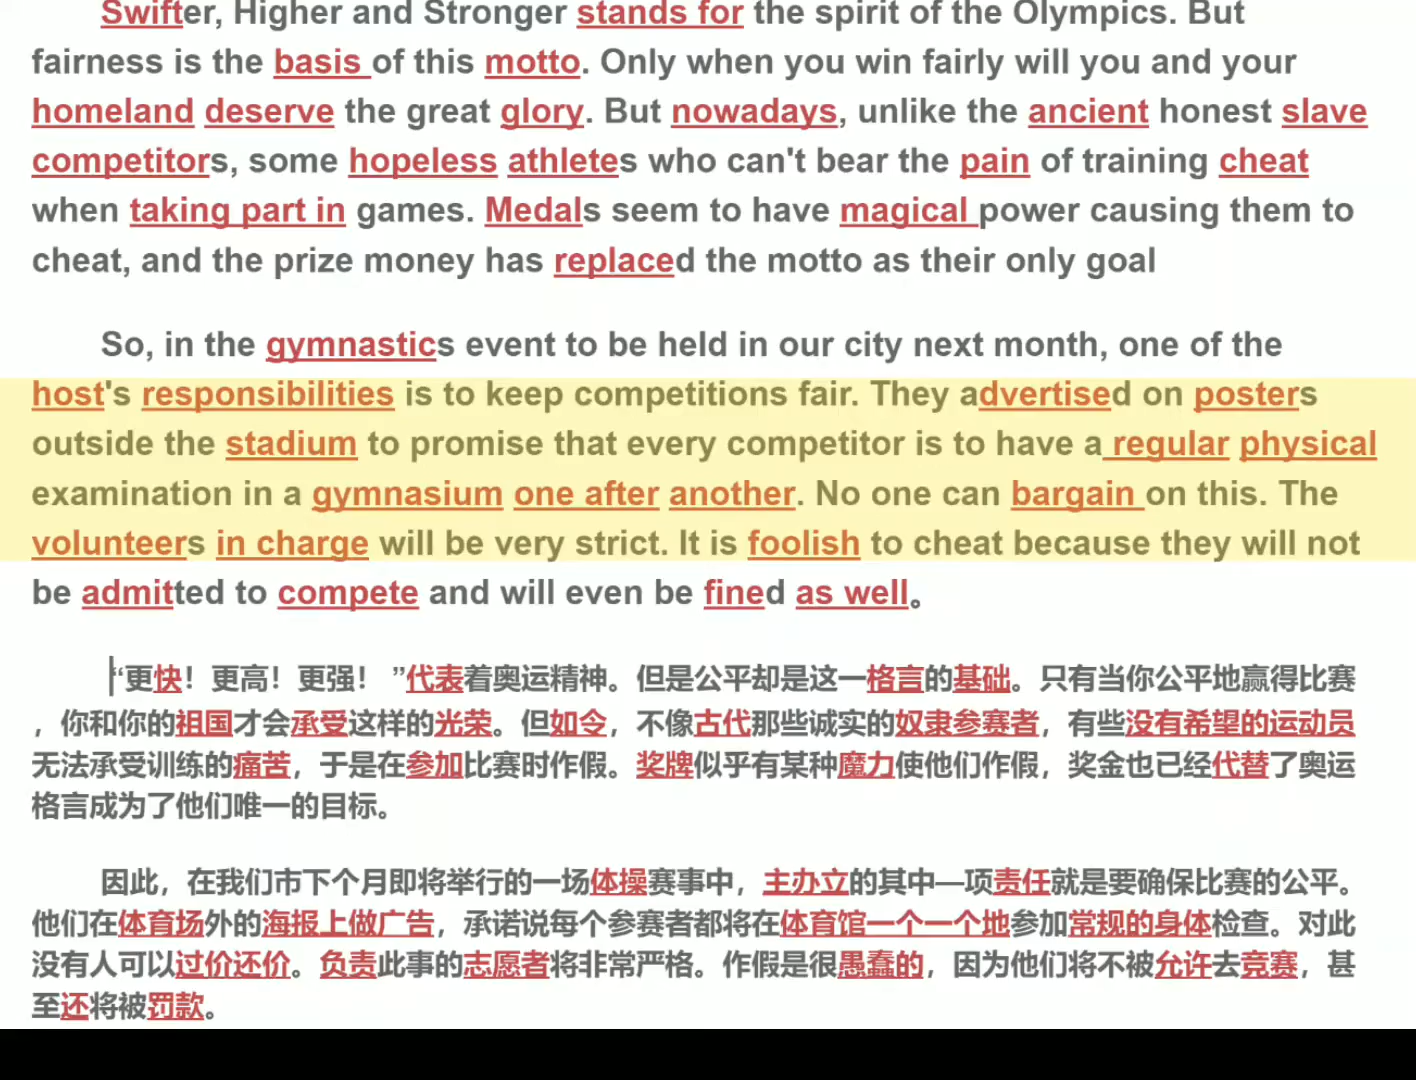 Swifter, Higher and Stronger stands for the spirit of the Olympics. But
fairness is the basis of this motto. Only when you win fairly will you and your
homeland deserve the great glory. But nowadays, unlike the ancient honest slave
competitors, some hopeless athletes who can't bear the pain of training cheat
when taking part in games. Medals seem to have magical power causing them to
cheat, and the prize money has replaced the motto as their only goal
So, in the gymnastics event to be held in our city next month, one of the
host's responsibilities is to keep competitions fair. They advertised on posters
outside the stadium to promise that every competitor is to have a regular physical
examination in a gymnasium one after another. No one can bargain on this. The
volunteers in charge will be very strict. It is foolish to cheat because they will not
be admitted to compete and will even be fined as well。
“更快！更高！更强！ ”代表着奥运精神。但是公平却是这一格言的基础。只有当你公平地赢得比赛
，你和你的祖国才会承受这样的光荣。但如令，不像古代那些诚实的奴隶参赛者，有些没有希望的运动员
无法承受训练的痛苦，于是在参加比赛时作假。奖牌似乎有某种魔力使他们作假，奖金也已经代替了奥运
格言成为了他们唯一的目标。
因此，在我们市下个月即将举行的一场体操赛事中，主办立的其中—项责任就是要确保比赛的公平。
他们在体育场外的海报上做广告，承诺说每个参赛者都将在体育馆一个一个地参加常规的身体检查。对此
没有人可以过价还价。负责此事的志愿者将非常严格。作假是很愚蠢的，因为他们将不被允许去竞赛，甚
至还将被罚款。